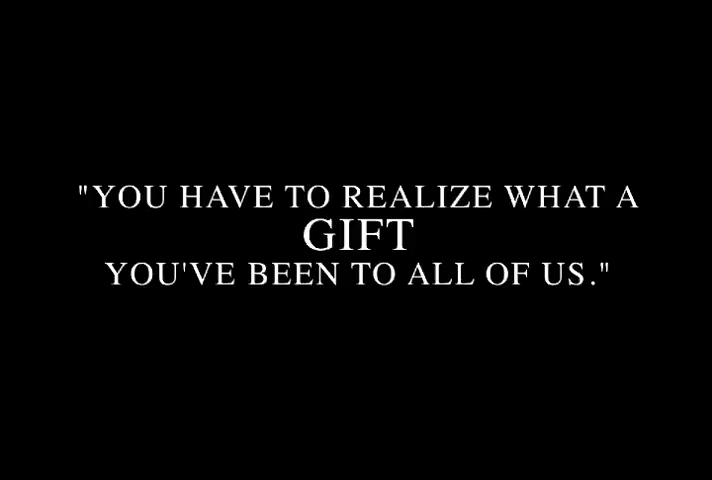 "YOU HAVE TO REALIZE WHAT A
GIFT
YOU'VE BEEN TO ALL OF US."